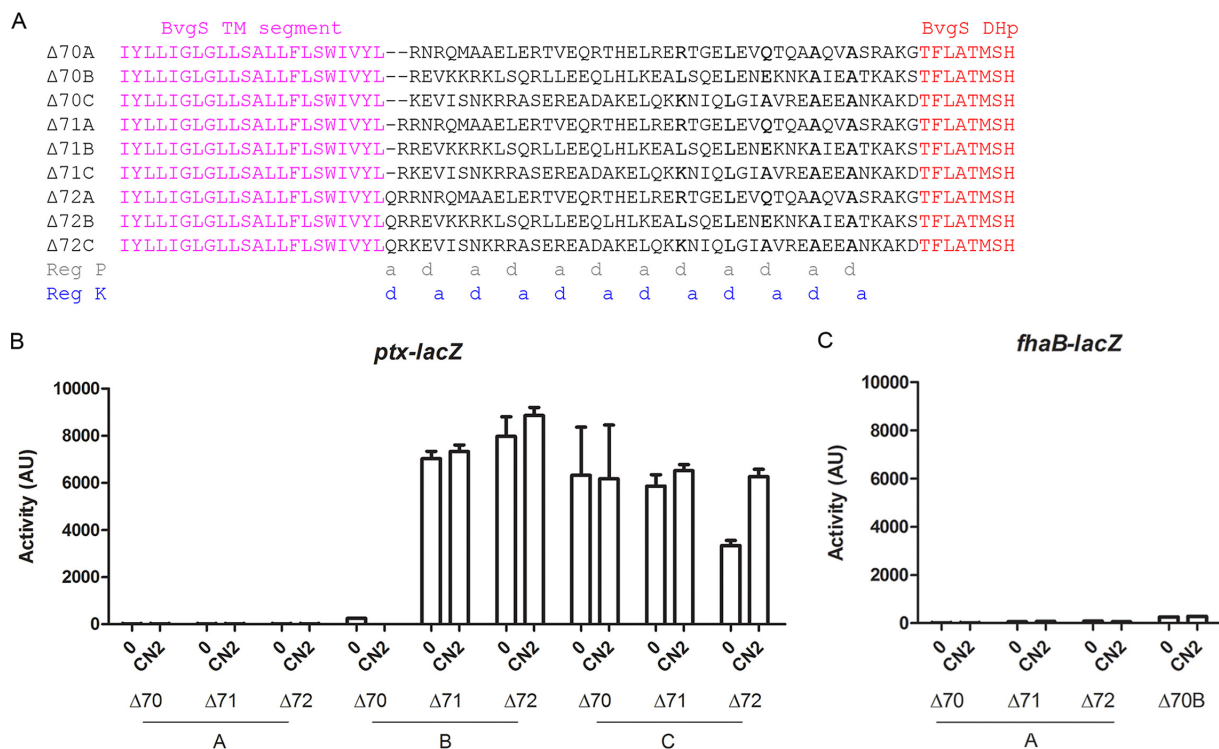 A
BvgS TM segment BvgS DHp
Δ70A IYLLIGLGLLSALLFLSWIVYL--RNRQMAAELERTVEQRTHELRERTGELEVQTQAAQVASRAKGTFLATMSH
Δ70B IYLLIGLGLLSALLFLSWIVYL--REVKKRKLSQRLLEEQLHLKEALSQELENEKNKAIEATKAKSTFLATMSH
Δ70C IYLLIGLGLLSALLFLSWIVYL--KEVISNKRRASEREADAKELQKKNIQLGIAVREAEEANKAKDTFLATMSH
Δ71A IYLLIGLGLLSALLFLSWIVYL-RRNRQMAAELERTVEQRTHELRERTGELEVQTQAAQVASRAKGTFLATMSH
Δ71B IYLLIGLGLLSALLFLSWIVYL-RREVKKRKLSQRLLEEQLHLKEALSQELENEKNKAIEATKAKSTFLATMSH
Δ71C IYLLIGLGLLSALLFLSWIVYL-RKEVISNKRRASEREADAKELQKKNIQLGIAVREAEEANKAKDTFLATMSH
Δ72A IYLLIGLGLLSALLFLSWIVYLQRRNRQMAAELERTVEQRTHELRERTGELEVQTQAAQVASRAKGTFLATMSH
Δ72B IYLLIGLGLLSALLFLSWIVYLQRREVKKRKLSQRLLEEQLHLKEALSQELENEKNKAIEATKAKSTFLATMSH
Δ72C IYLLIGLGLLSALLFLSWIVYLQRKEVISNKRRASEREADAKELQKKNIQLGIAVREAEEANKAKDTFLATMSH
Reg P a d a d a d a d a d a d
Reg K d a d a d a d a d a d a
B
ptx-lacZ
Activity (AU)
10000
8000
6000
4000
2000
0
0 CN2 0 CN2 0 CN2 0 CN2 0 CN2 0 CN2 0 CN2 0 CN2 0 CN2
Δ70 Δ71 Δ72 Δ70 Δ71 Δ72 Δ70 Δ71 Δ72
A B C
C
fhaB-lacZ
Activity (AU)
10000
8000
6000
4000
2000
0
0 CN2 0 CN2 0 CN2 0 CN2
Δ70 Δ71 Δ72 Δ70B
A